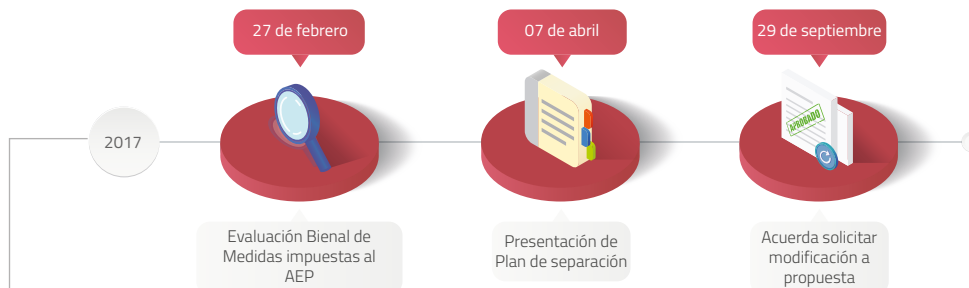 27 de febrero
07 de abril
29 de septiembre
2017
APROBADO
Evaluación Bienal de
Medidas impuestas al
AEP
Presentación de
Plan de separación
Acuerda solicitar
modificación a
propuesta